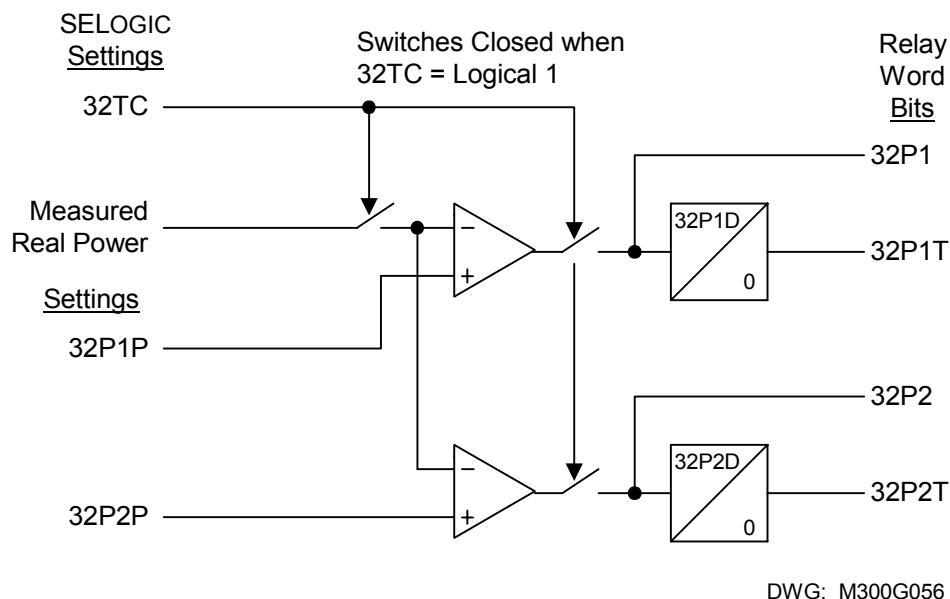 SELOGIC
Settings
Switches Closed when
32TC = Logical 1
Relay
Word
Bits
32TC
32P1
Measured
Real Power
−
+
32P1D
0
32P1T
Settings
32P1P
32P2
−
+
32P2D
0
32P2T
32P2P
DWG: M300G056